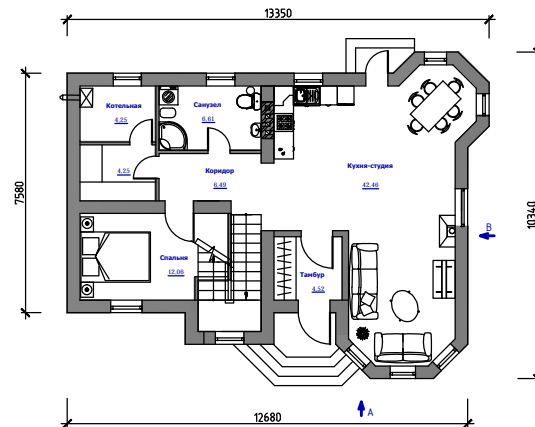 13350
Котельная
4.25
Санузел
6.61
4.25
Коридор
6.49
Кухня-студия
42.46
7580
10340
B
Спальня
12.06
Тамбур
4.52
A
12680